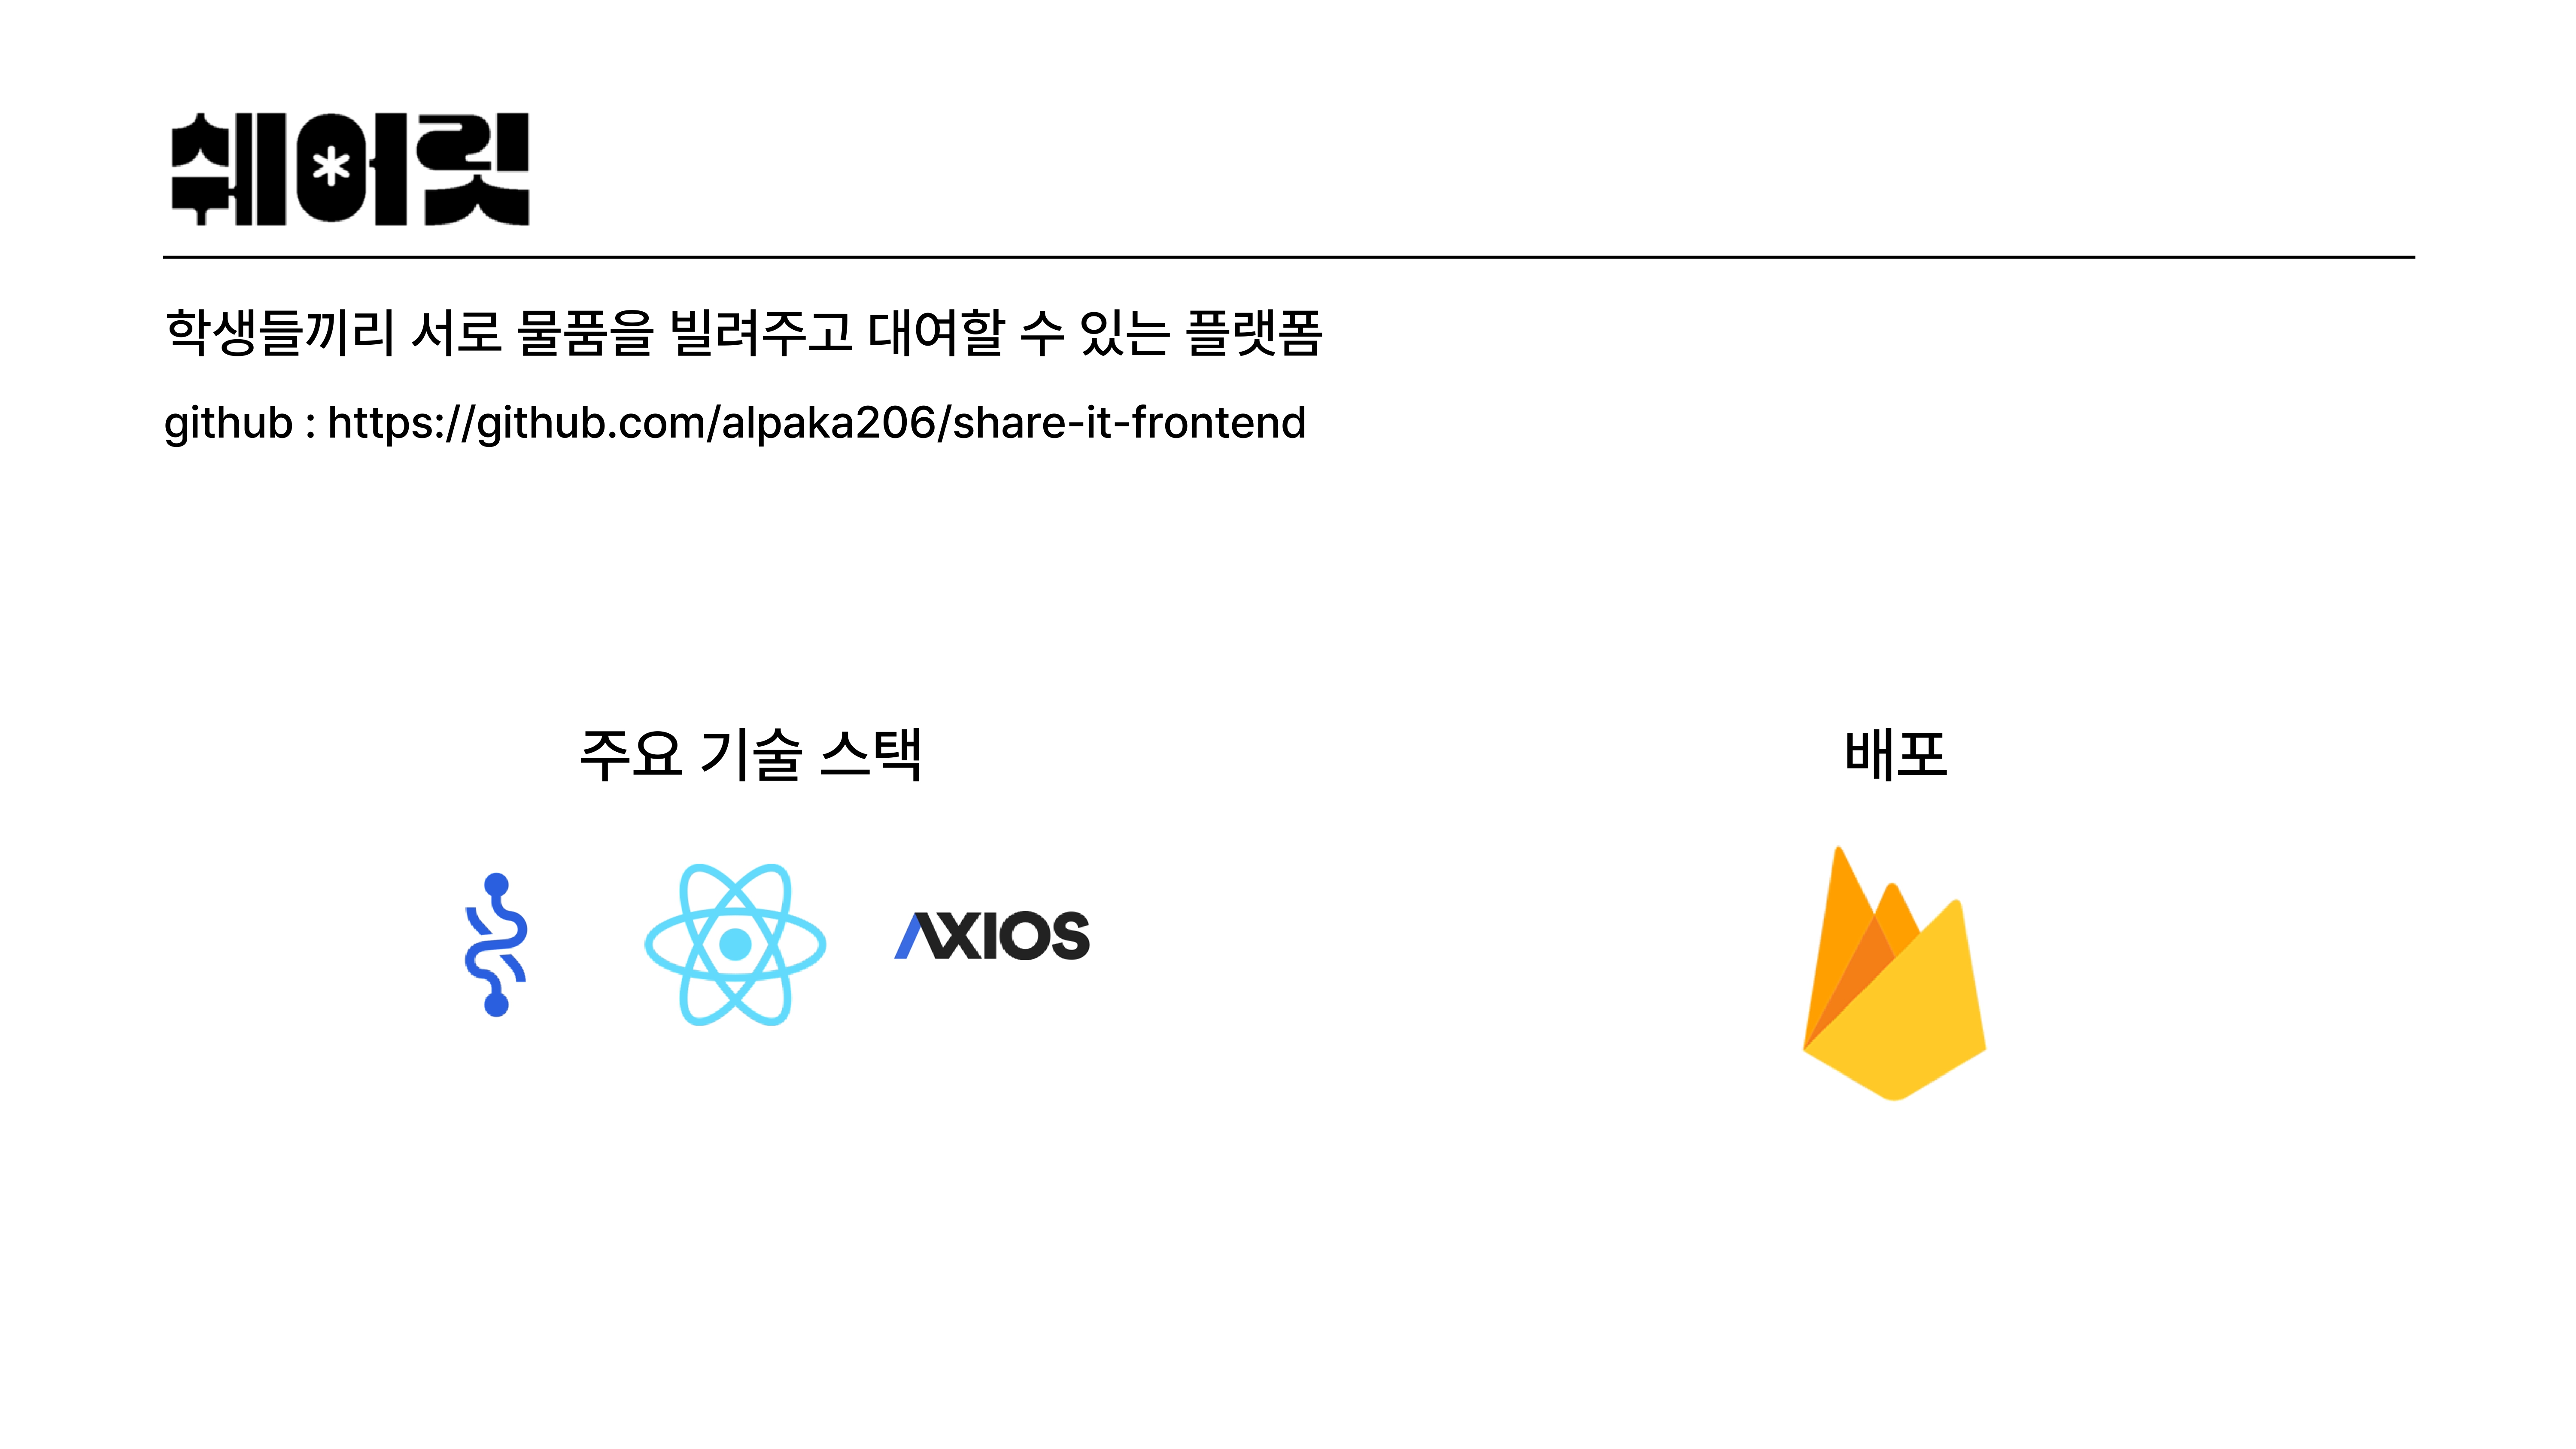 쉐어릿
학생들끼리 서로 물품을 빌려주고 대여할 수 있는 플랫폼
github : https://github.com/alpaka206/share-it-frontend
주요 기술 스택
배포
AXIOS